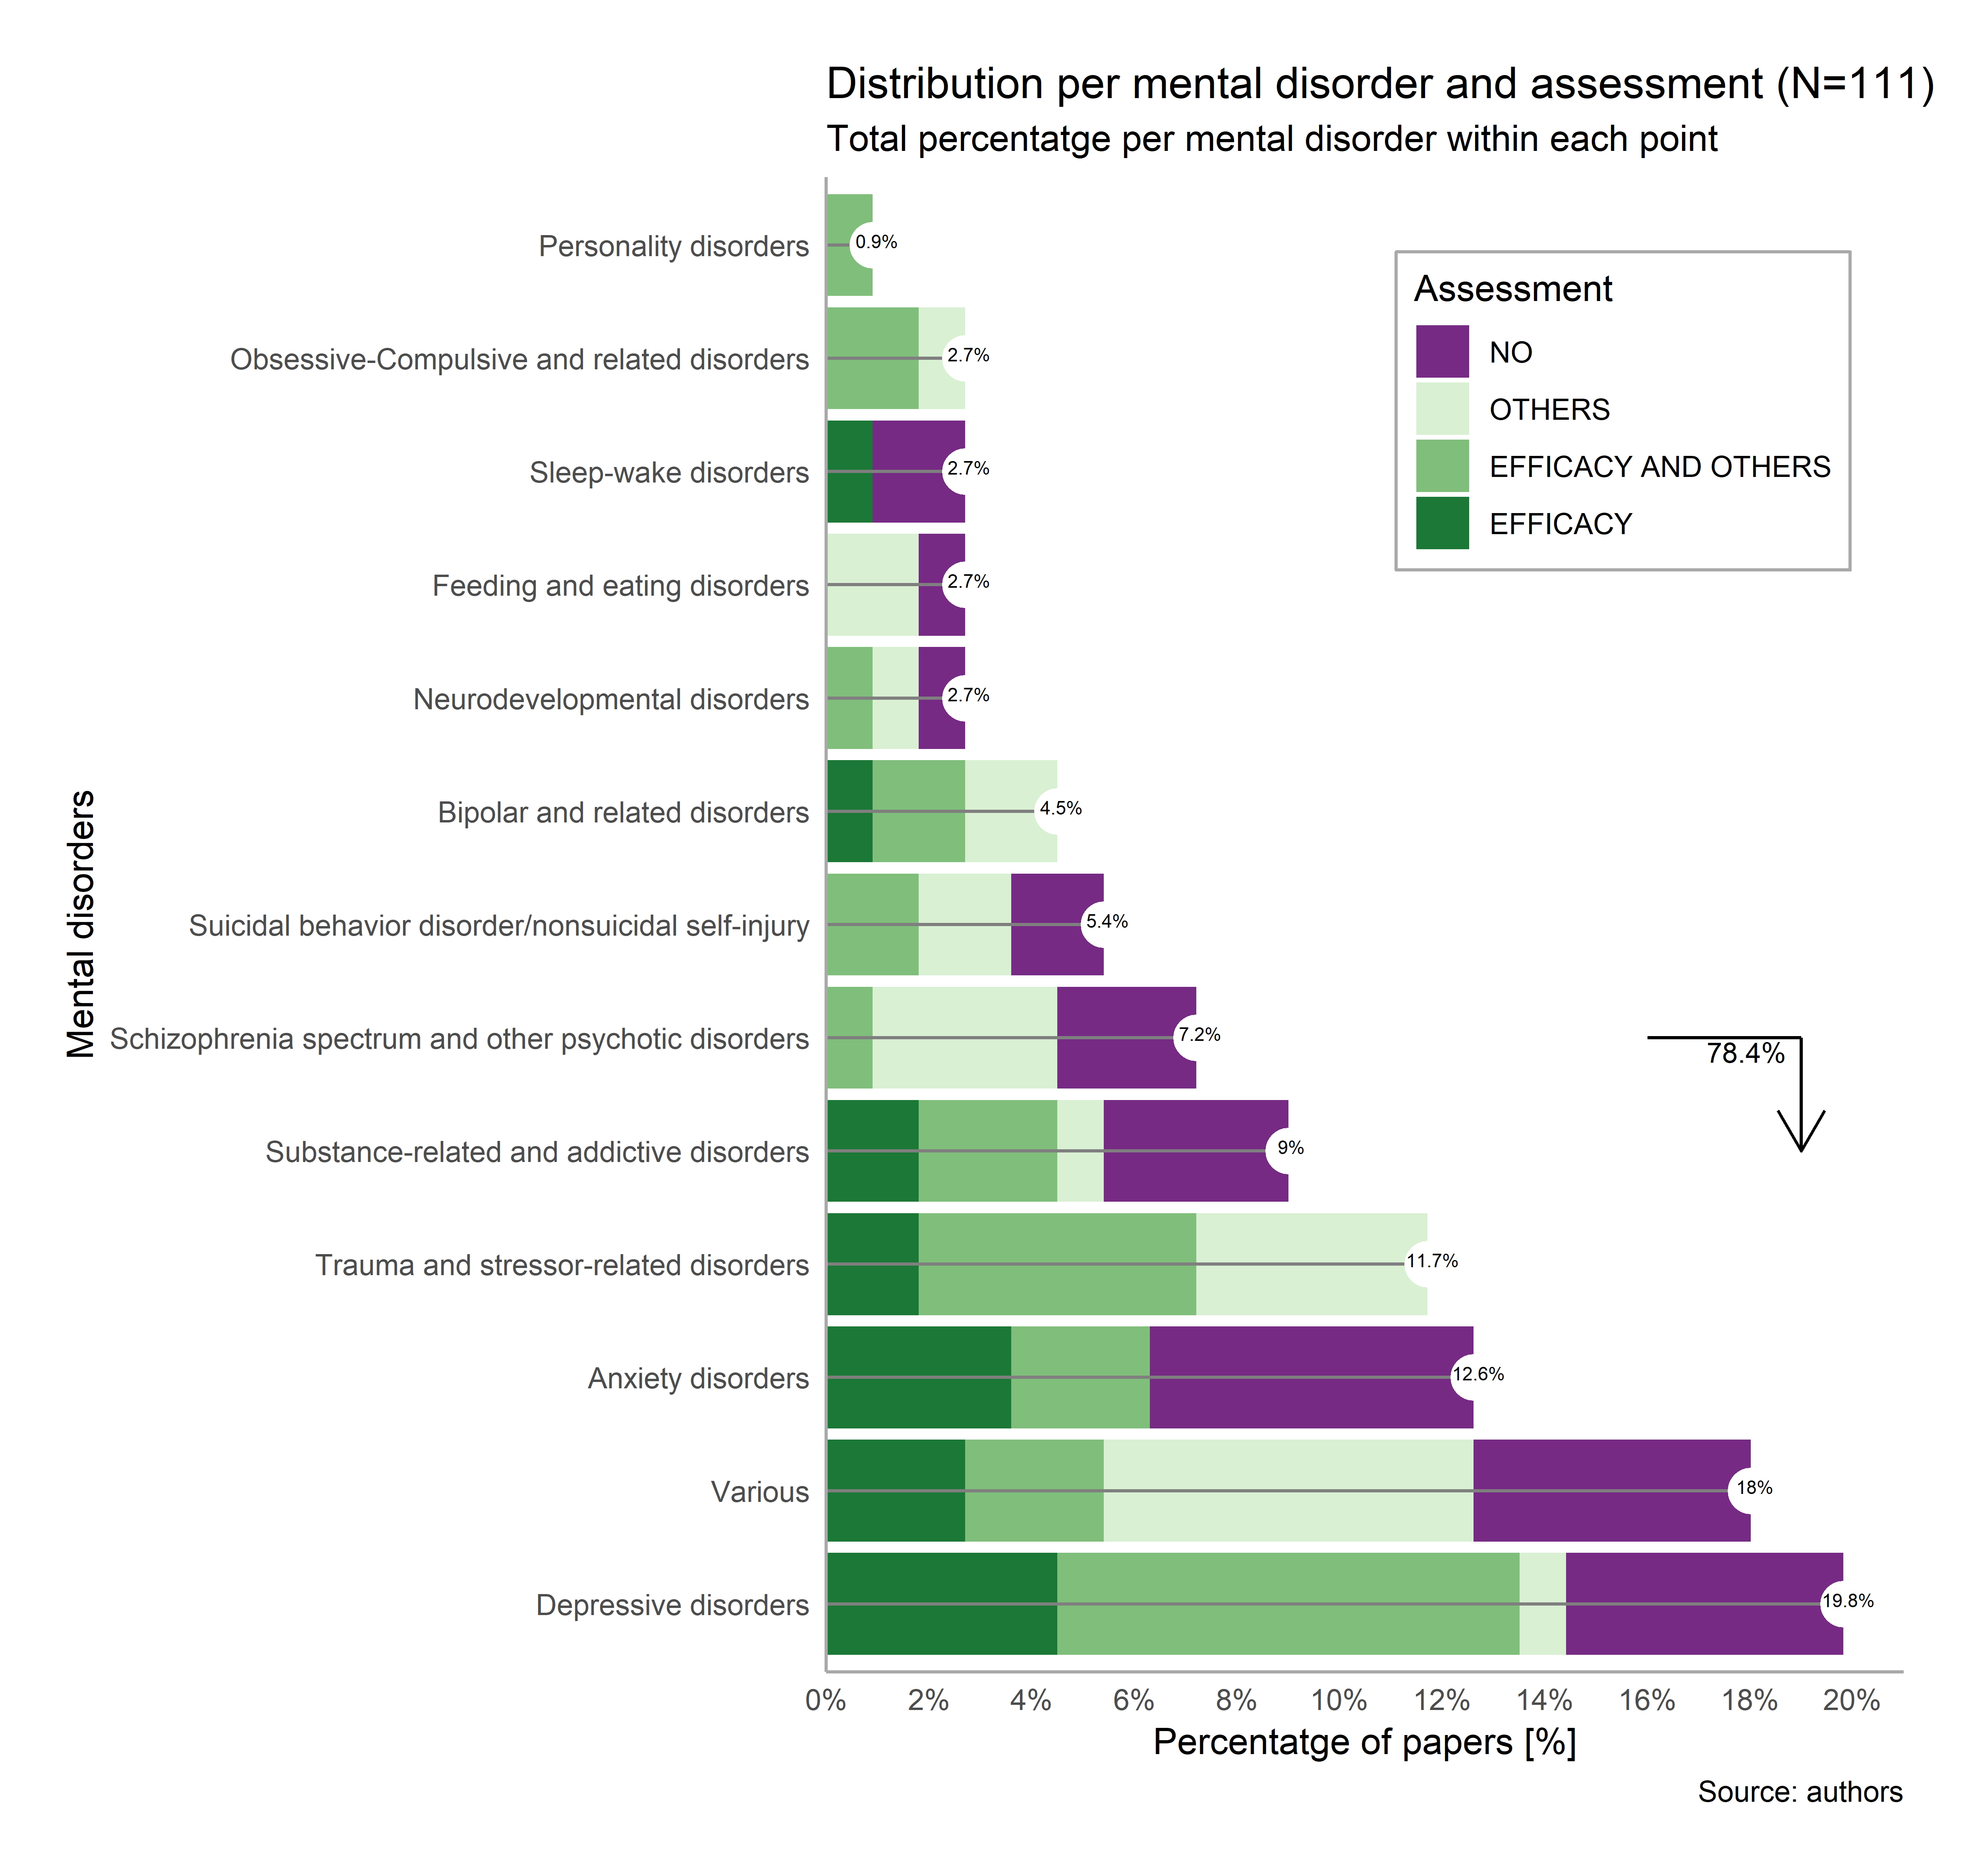 Distribution per mental disorder and assessment (N=111)
Total percentatge per mental disorder within each point
Personality disorders
0.9%
Obsessive-Compulsive and related disorders
2.7%
Sleep-wake disorders
2.7%
Feeding and eating disorders
2.7%
Neurodevelopmental disorders
2.7%
Bipolar and related disorders
4.5%
Suicidal behavior disorder/nonsuicidal self-injury
5.4%
Schizophrenia spectrum and other psychotic disorders
7.2%
Substance-related and addictive disorders
9%
Trauma and stressor-related disorders
11.7%
Anxiety disorders
12.6%
Various
18%
Depressive disorders
19.8%
Mental disorders
Assessment
NO
OTHERS
EFFICACY AND OTHERS
EFFICACY
78.4%
0% 2% 4% 6% 8% 10% 12% 14% 16% 18% 20%
Percentatge of papers [%]
Source: authors